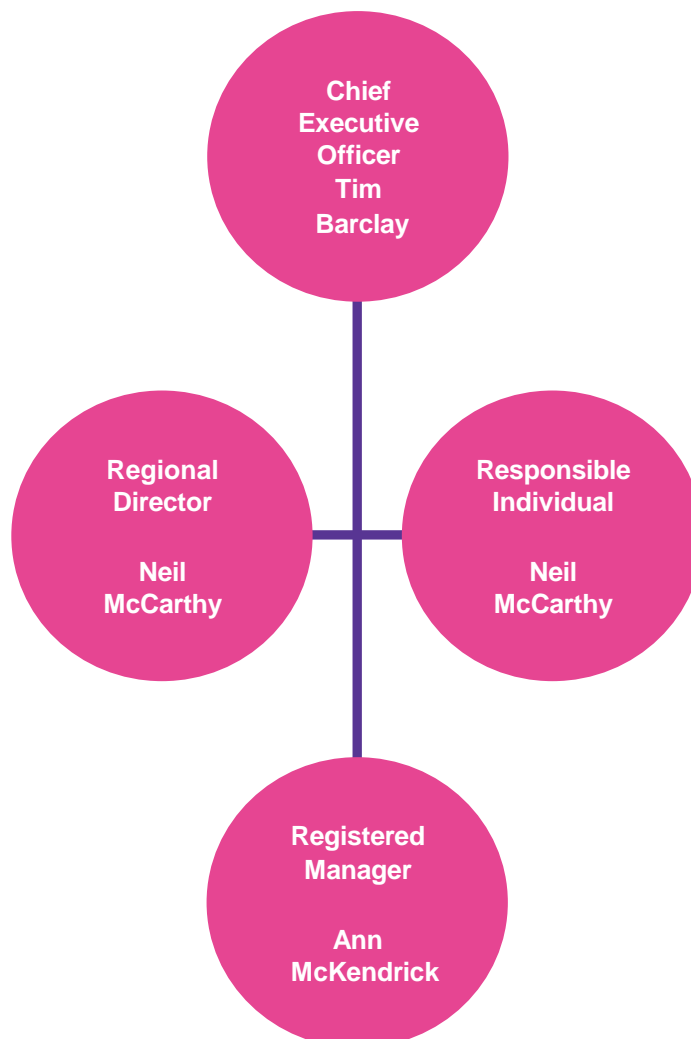 Chief
Executive
Officer
Tim
Barclay
Regional
Director
Neil
McCarthy
Responsible
Individual
Neil
McCarthy
Registered
Manager
Ann
McKendrick